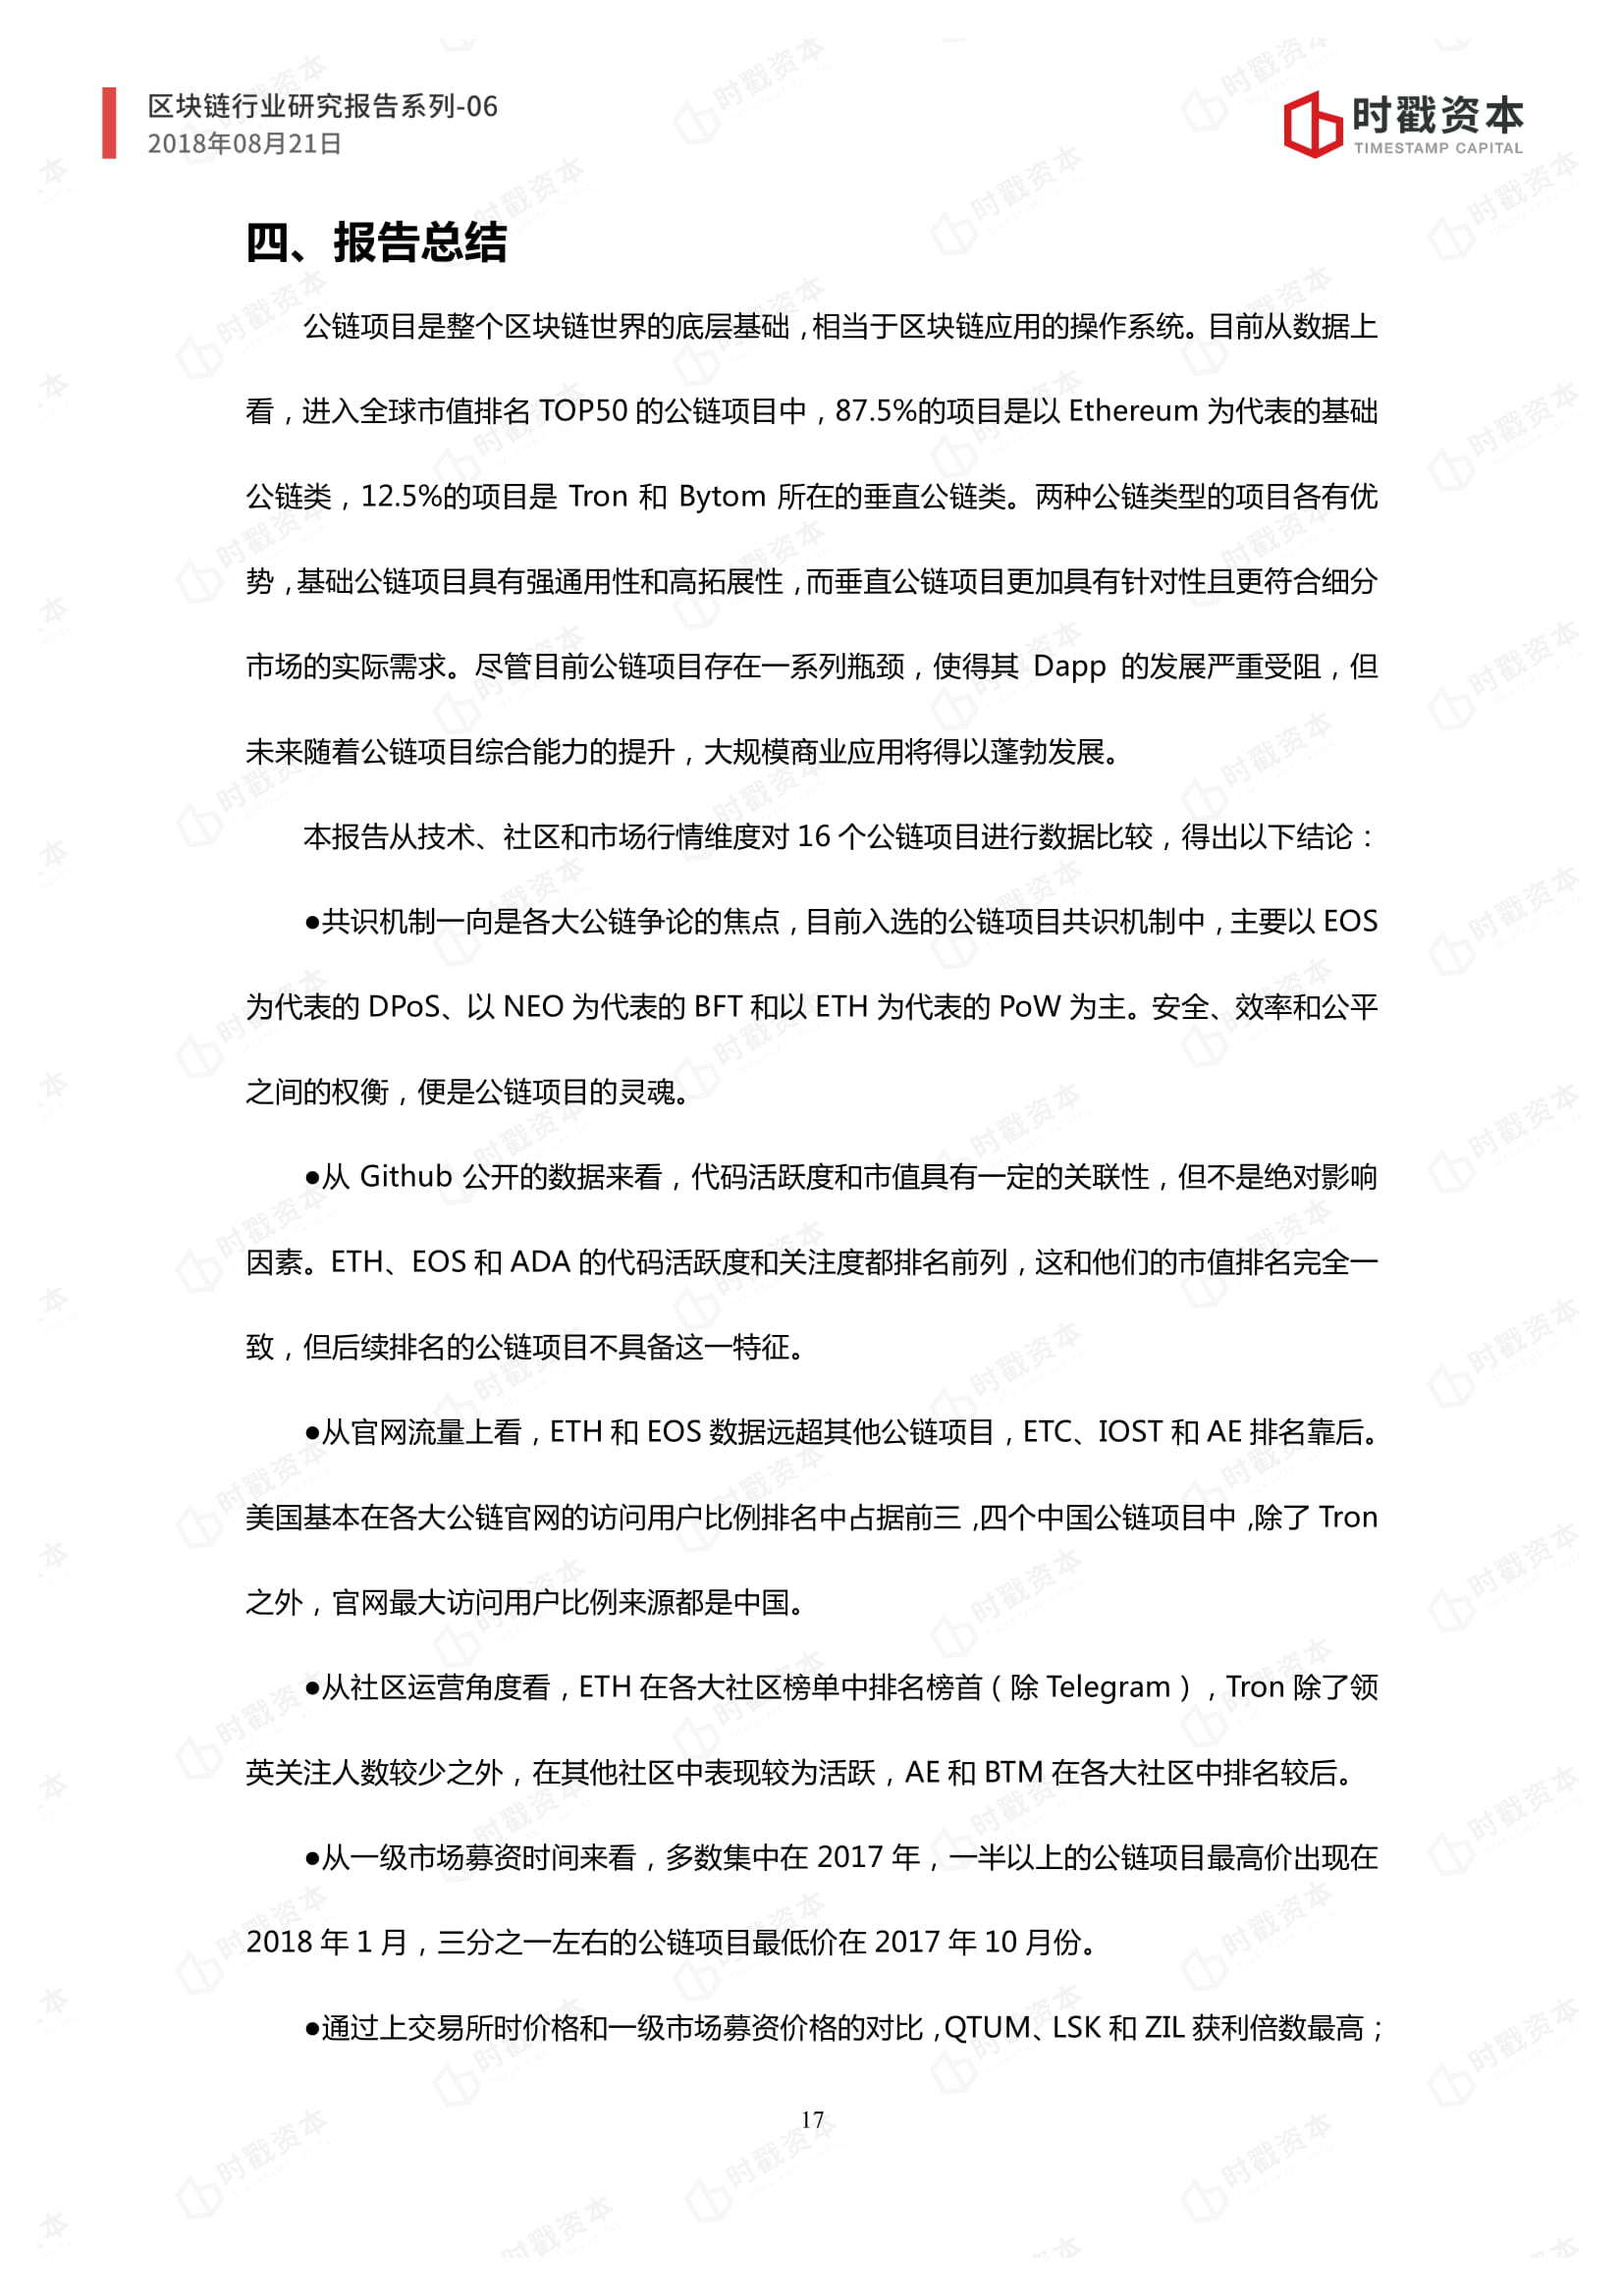 区块链行业研究报告系列-06
2018年08月21日
时戳资本
TIMESTAMP CAPITAL
四、报告总结
公链项目是整个区块链世界的底层基础，相当于区块链应用的操作系统。目前从数据上
看，进入全球市值排名 TOP50 的公链项目中，87.5%的项目是以 Ethereum 为代表的基础
公链类，12.5%的项目是 Tron 和 Bytom 所在的垂直公链类。两种公链类型的项目各有优
势，基础公链项目具有强通用性和高拓展性，而垂直公链项目更加具有针对性且更符合细分
市场的实际需求。尽管目前公链项目存在一系列瓶颈，使得其 Dapp 的发展严重受阻，但
未来随着公链项目综合能力的提升，大规模商业应用将得以蓬勃发展。
本报告从技术、社区和市场行情维度对 16 个公链项目进行数据比较，得出以下结论：
●共识机制一向是各大公链争论的焦点，目前入选的公链项目共识机制中，主要以 EOS
为代表的 DPoS、以 NEO 为代表的 BFT 和以 ETH 为代表的 PoW 为主。安全、效率和公平
之间的权衡，便是公链项目的灵魂。
●从 Github 公开的数据来看，代码活跃度和市值具有一定的关联性，但不是绝对影响
因素。ETH、EOS 和 ADA 的代码活跃度和关注度都排名前列，这和他们的市值排名完全一
致，但后续排名的公链项目不具备这一特征。
●从官网流量上看，ETH 和 EOS 数据远超其他公链项目，ETC、IOST 和 AE 排名靠后。
美国基本在各大公链官网的访问用户比例排名中占据前三，四个中国公链项目中，除了 Tron
之外，官网最大访问用户比例来源都是中国。
●从社区运营角度看，ETH 在各大社区榜单中排名榜首（除 Telegram），Tron 除了领
英关注人数较少之外，在其他社区中表现较为活跃，AE 和 BTM 在各大社区中排名较后。
●从一级市场募资时间来看，多数集中在 2017 年，一半以上的公链项目最高价出现在
2018 年 1 月，三分之一左右的公链项目最低价在 2017 年 10 月份。
●通过上交易所时价格和一级市场募资价格的对比，QTUM、LSK 和 ZIL 获利倍数最高；
17